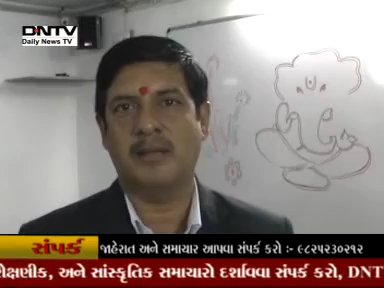 DNTV
Daily News TV
સંપર્ક
જાહેરાત અને સમાચાર આપવા સંપર્ક કરો :- ૯૮૨૫૨૩૦૨૧૨
ક્ષણીક, અને સાંસ્કૃતિક સમાચારો દર્શાવવા સંપર્ક કરો, DNT